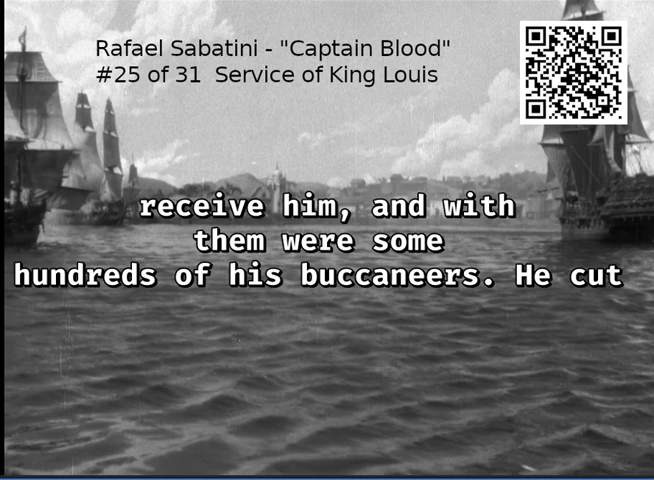 Rafael Sabatini - "Captain Blood"
#25 of 31  Service of King Louis
receive him, and with
them were some
hundreds of his buccaneers. He cut